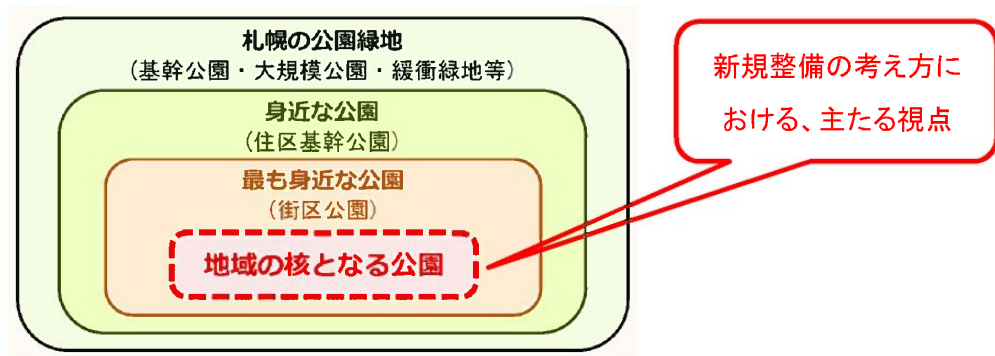 札幌の公園緑地
（基幹公園・大規模公園・緩衝緑地等）
身近な公園
（住区基幹公園）
最も身近な公園
（街区公園）
地域の核となる公園
新規整備の考え方に
おける、主たる視点